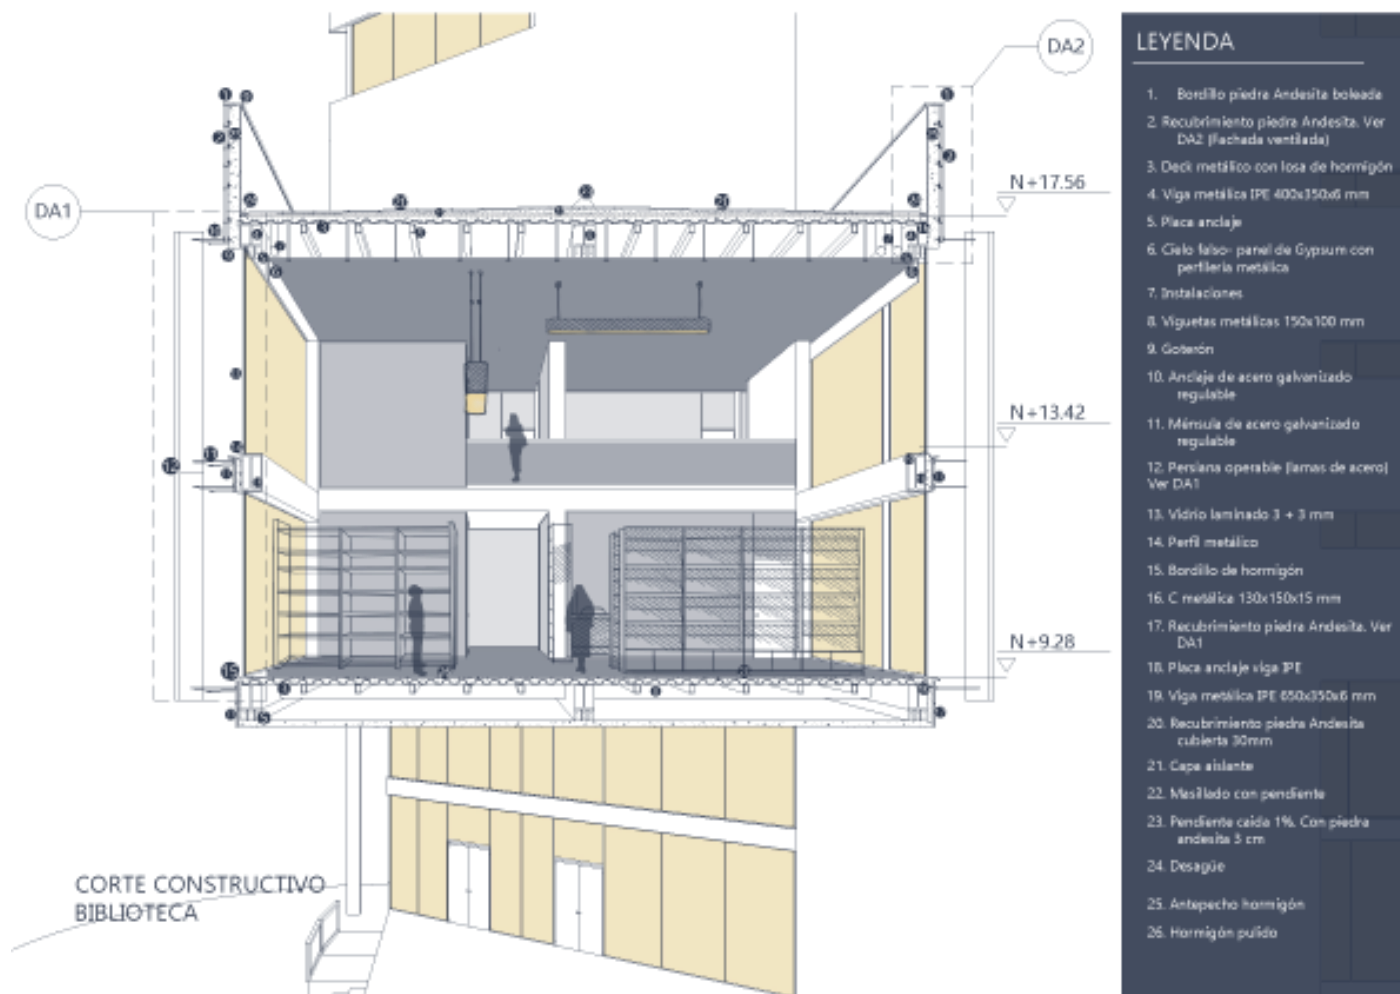 DA2
DA1
N+17.56
N+13.42
N+9.28
CORTE CONSTRUCTIVO
BIBLIOTECA
LEYENDA
1. Bordillo piedra Andesita boleada
2. Recubrimiento piedra Andesita. Ver
DA2 (Fachada ventilada)
3. Deck metálico con losa de hormigón
4. Viga metálica IPE 400x350x6 mm
5. Placa anclaje
6. Cielo falso- panel de Gypsum con
perfilería metálica
7. Instalaciones
8. Viguetas metálicas 150x100 mm
9. Goterón
10. Anclaje de acero galvanizado
regulable
11. Ménsula de acero galvanizado
regulable
12. Persiana operable (lamas de acero)
Ver DA1
13. Vidrio laminado 3 + 3 mm
14. Perfil metálico
15. Bordillo de hormigón
16. C metálica 130x150x15 mm
17. Recubrimiento piedra Andesita. Ver
DA1
18. Placa anclaje viga IPE
19. Viga metálica IPE 650x350x6 mm
20. Recubrimiento piedra Andesita
cubierta 30mm
21. Capa aislante
22. Masillado con pendiente
23. Pendiente caida 1%. Con piedra
andesita 3 cm
24. Desagüe
25. Antepecho hormigón
26. Hormigón pulido